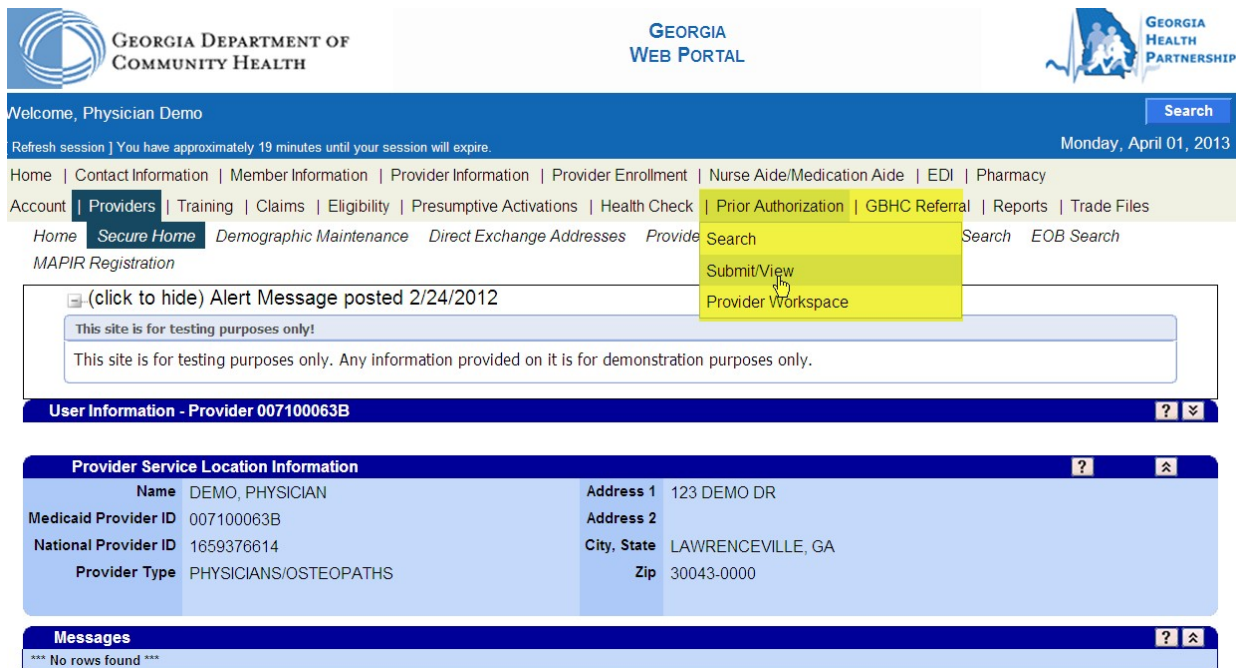 GEORGIA DEPARTMENT OF
COMMUNITY HEALTH
GEORGIA
WEB PORTAL
GEORGIA
HEALTH
PARTNERSHIP
Welcome, Physician Demo
Search
Refresh session ] You have approximately 19 minutes until your session will expire.
Monday, April 01, 2013
Home | Contact Information | Member Information | Provider Information | Provider Enrollment | Nurse Aide/Medication Aide | EDI | Pharmacy
Account | Providers | Training | Claims | Eligibility | Presumptive Activations | Health Check | Prior Authorization | GBHC Referral | Reports | Trade Files
Home Secure Home Demographic Maintenance Direct Exchange Addresses Provide Search EOB Search
Search
MAPIR Registration
Submit/View
Provider Workspace
(click to hide) Alert Message posted 2/24/2012
This site is for testing purposes only!
This site is for testing purposes only. Any information provided on it is for demonstration purposes only.
User Information - Provider 007100063B ?
Provider Service Location Information ?
Name DEMO, PHYSICIAN Address 1 123 DEMO DR
Medicaid Provider ID 007100063B Address 2
National Provider ID 1659376614 City, State LAWRENCEVILLE, GA
Provider Type PHYSICIANS/OSTEOPATHS Zip 30043-0000
Messages ?
*** No rows found ***